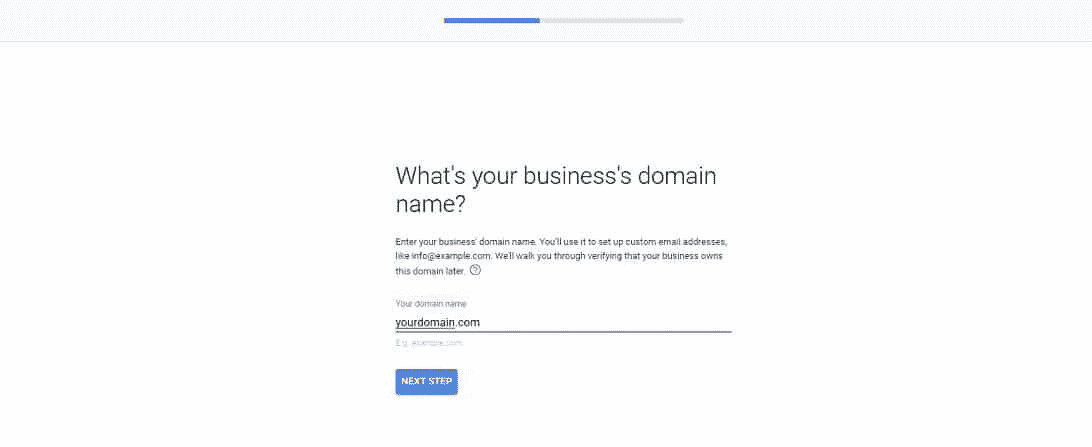 What's your business's domain
name?
Enter your business' domain name. You'll use it to set up custom email addresses,
like info@example.com. We'll walk you through verifying that your business owns
this domain later. ?
Your domain name
yourdomain.com
E.g. example.com
NEXT STEP